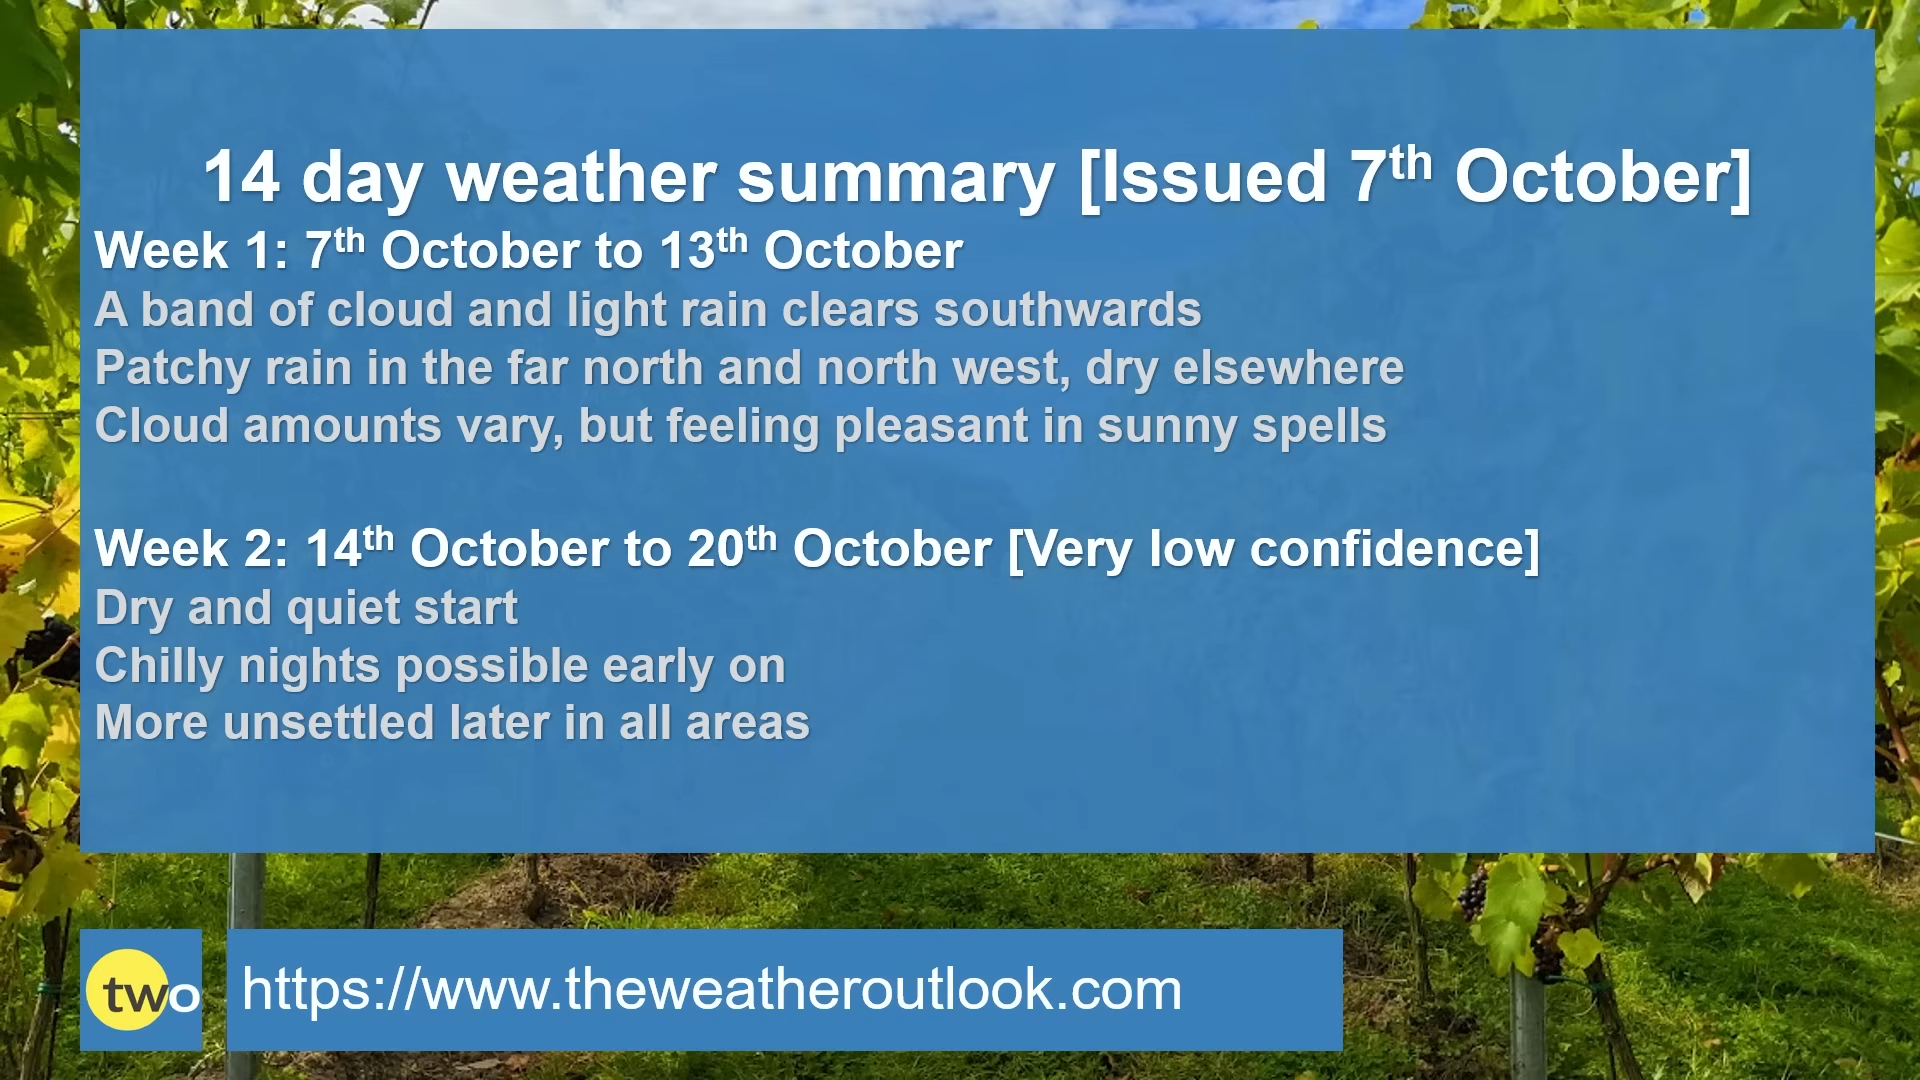 14 day weather summary [Issued 7th October]
Week 1: 7th October to 13th October
A band of cloud and light rain clears southwards
Patchy rain in the far north and north west, dry elsewhere
Cloud amounts vary, but feeling pleasant in sunny spells
Week 2: 14th October to 20th October [Very low confidence]
Dry and quiet start
Chilly nights possible early on
More unsettled later in all areas
two
https://www.theweatheroutlook.com